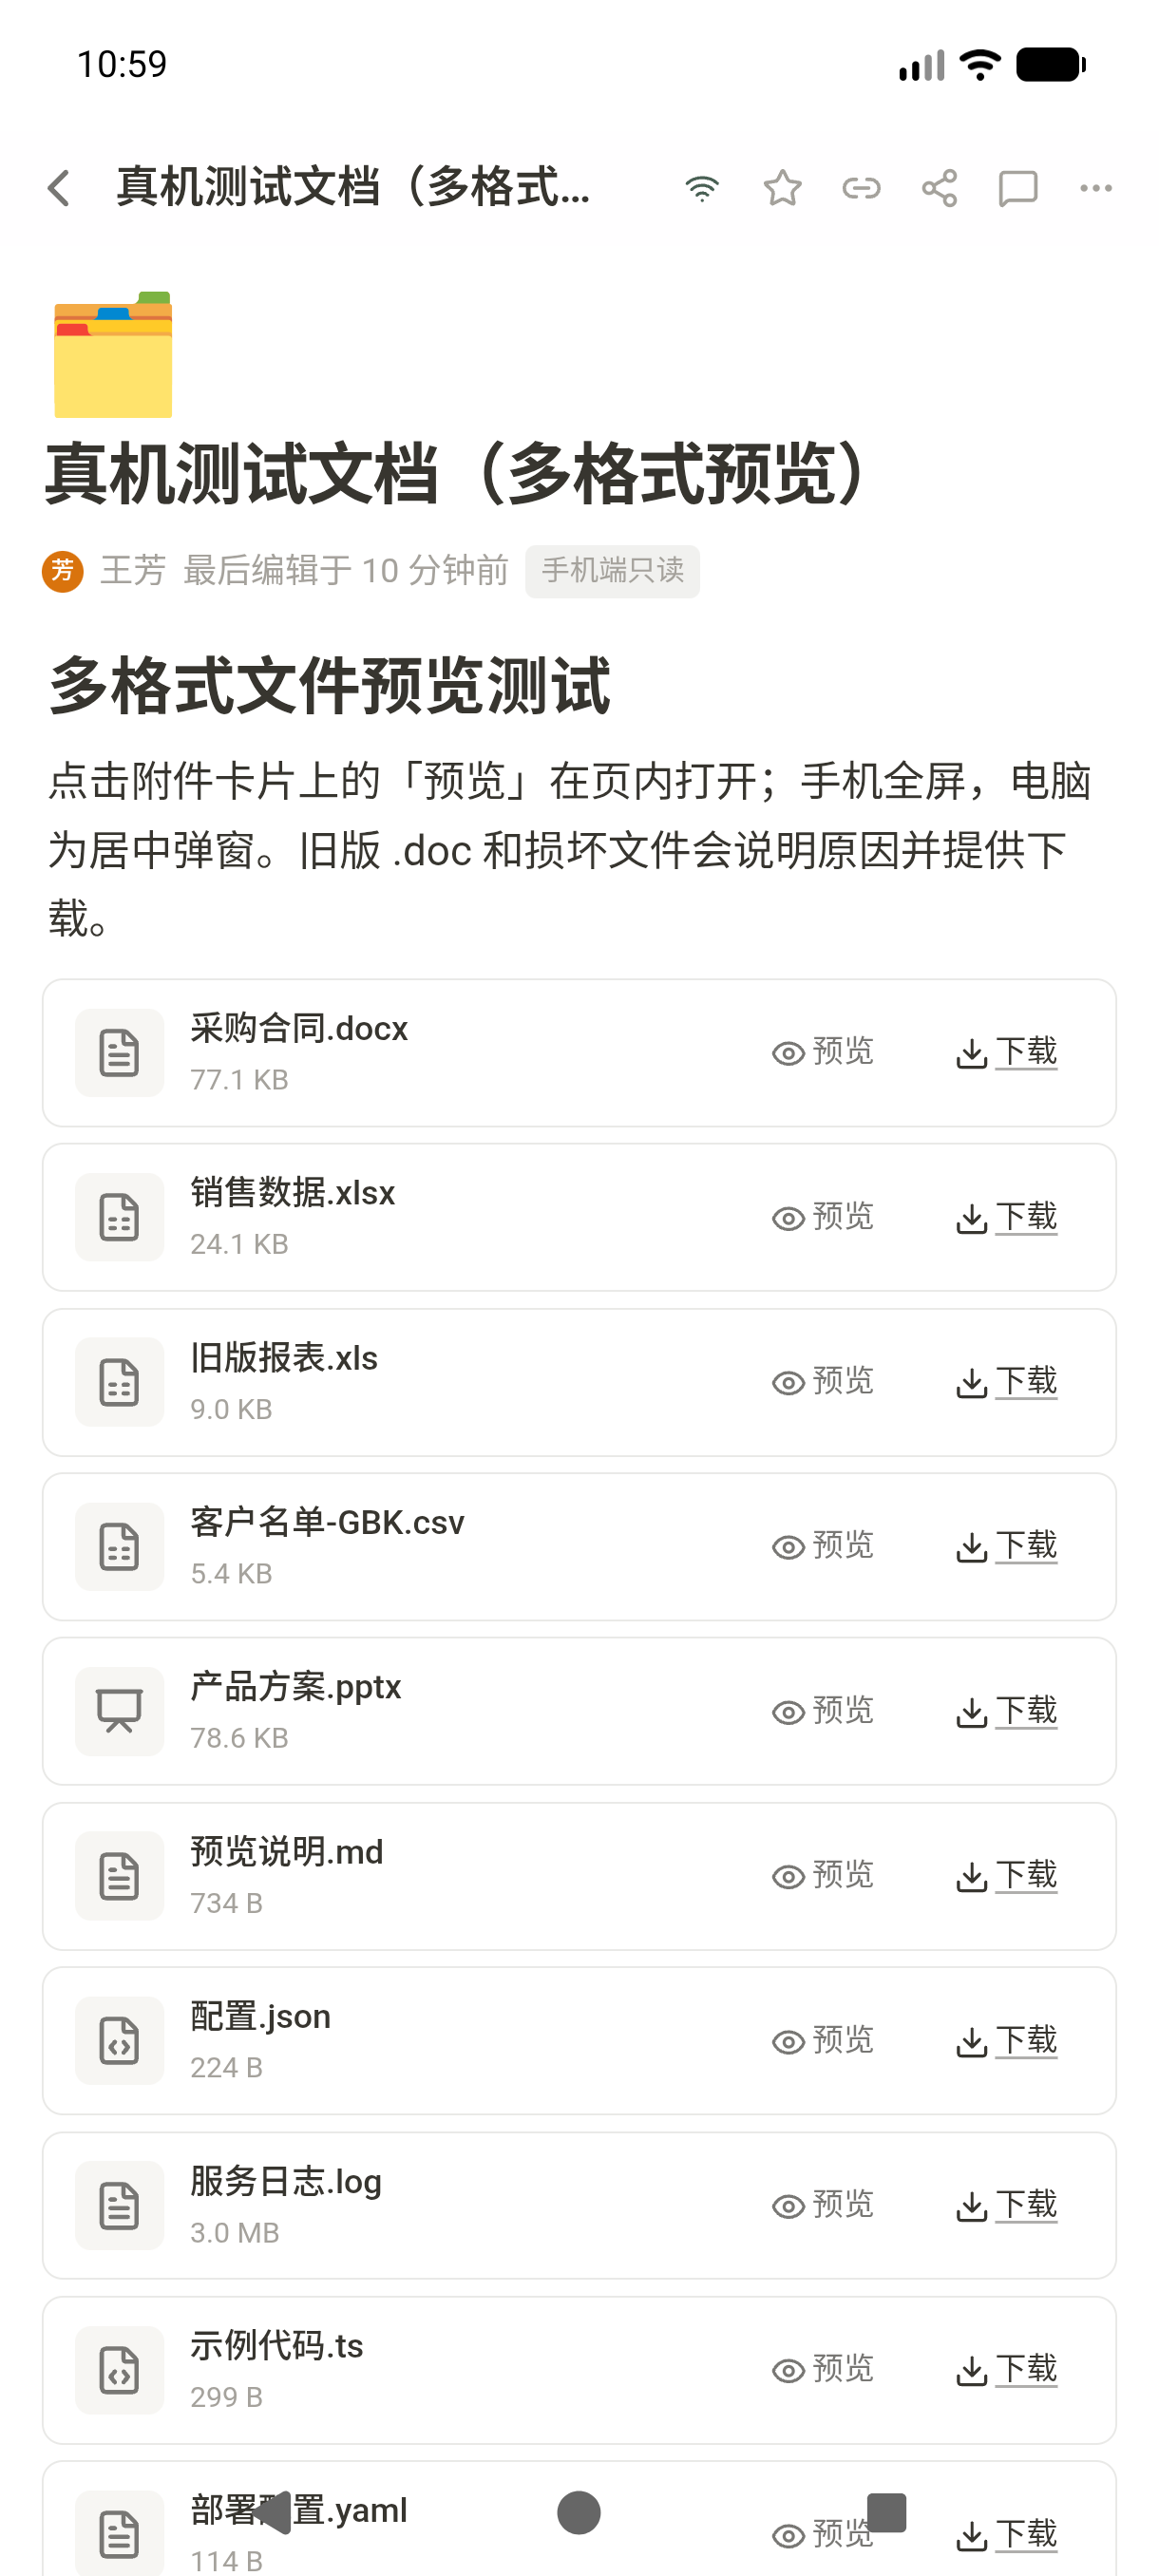 10:59
真机测试文档（多格式...
真机测试文档（多格式预览）
芳 王芳 最后编辑于 10 分钟前 手机端只读
多格式文件预览测试
点击附件卡片上的「预览」在页内打开；手机全屏，电脑
为居中弹窗。旧版 .doc 和损坏文件会说明原因并提供下
载。
采购合同.docx
77.1 KB
预览 下载
销售数据.xlsx
24.1 KB
预览 下载
旧版报表.xls
9.0 KB
预览 下载
客户名单-GBK.csv
5.4 KB
预览 下载
产品方案.pptx
78.6 KB
预览 下载
预览说明.md
734 B
预览 下载
配置.json
224 B
预览 下载
服务日志.log
3.0 MB
预览 下载
示例代码.ts
299 B
预览 下载
部署配置.yaml
114 B
预览 下载